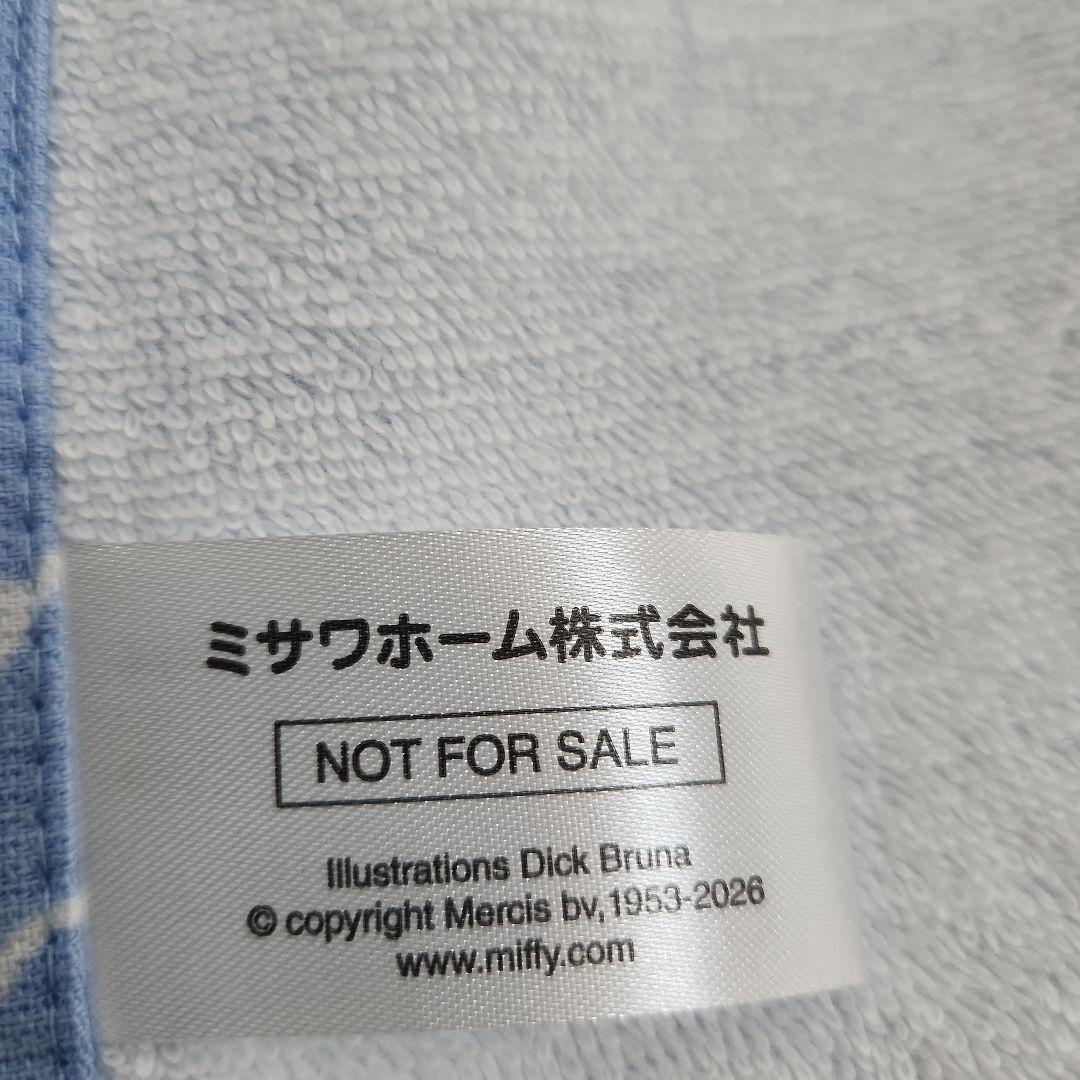 ミサワホーム株式会社
NOT FOR SALE
Illustrations Dick Bruna
© copyright Mercis bv, 1953-2026
www.miffy.com